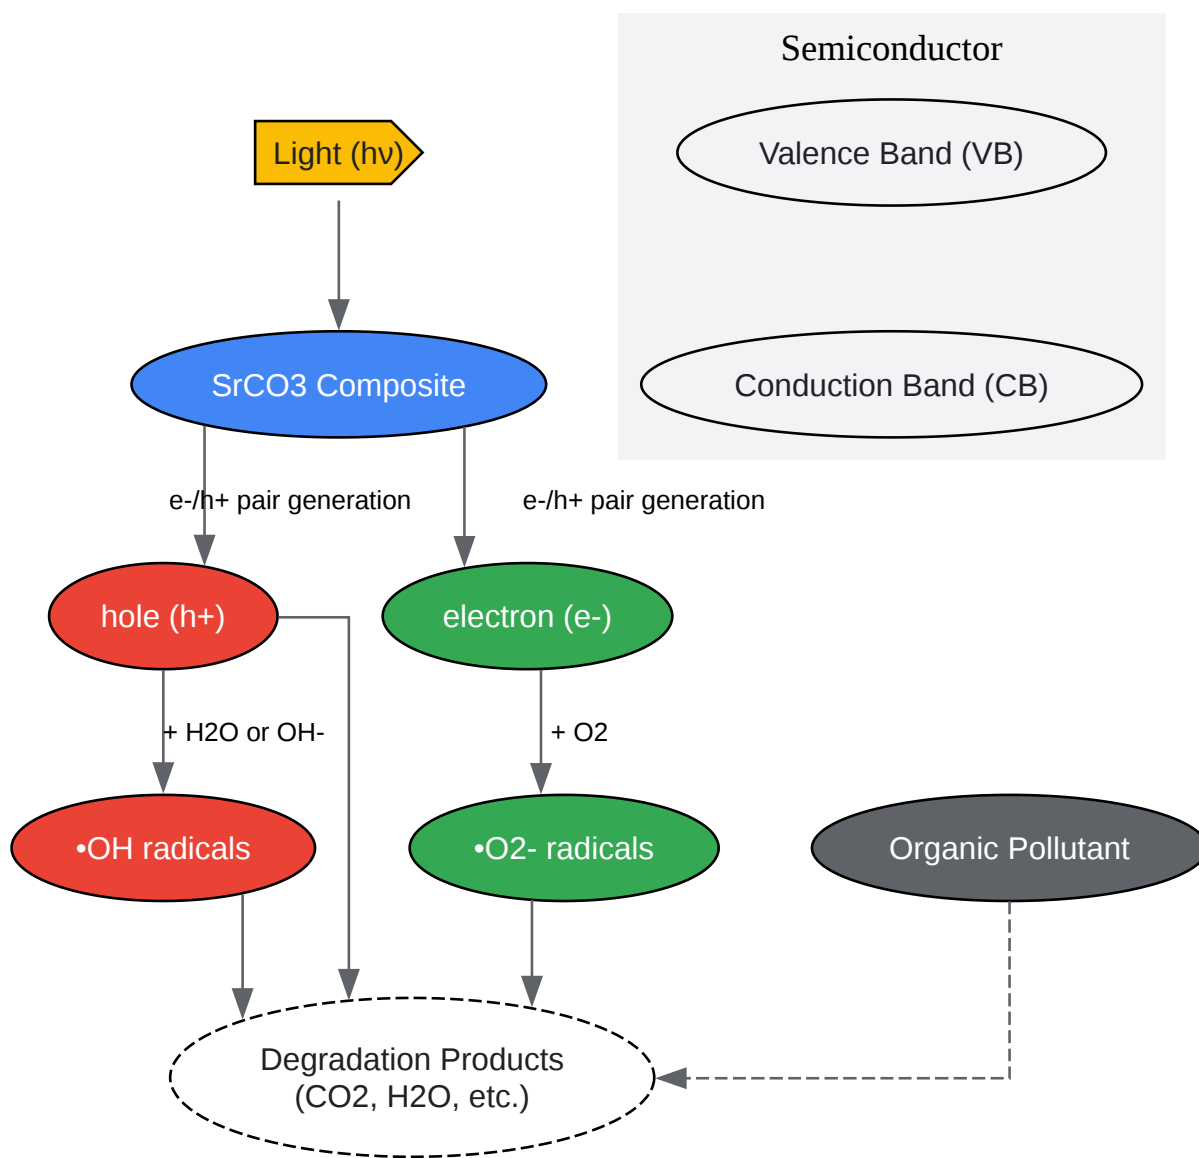 Semiconductor
Light (hν)
Valence Band (VB)
SrCO3 Composite
Conduction Band (CB)
e-/h+ pair generation
e-/h+ pair generation
hole (h+)
electron (e-)
+ H2O or OH-
+ O2
•OH radicals
•O2- radicals
Organic Pollutant
Degradation Products
(CO2, H2O, etc.)